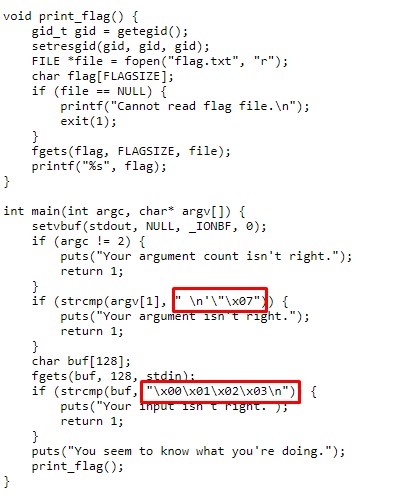 void print_flag() {
    gid_t gid = getegid();
    setresgid(gid, gid, gid);
    FILE *file = fopen("flag.txt", "r");
    char flag[FLAGSIZE];
    if (file == NULL) {
        printf("Cannot read flag file.\n");
        exit(1);
    }
    fgets(flag, FLAGSIZE, file);
    printf("%s", flag);
}

int main(int argc, char* argv[]) {
    setvbuf(stdout, NULL, _IONBF, 0);
    if (argc != 2) {
        puts("Your argument count isn't right.");
        return 1;
    }
    if (strcmp(argv[1], " \n'\"\x07")) {
        puts("Your argument isn't right.");
        return 1;
    }
    char buf[128];
    fgets(buf, 128, stdin);
    if (strcmp(buf, "\x00\x01\x02\x03\n") {
        puts("Your input isn't right.");
        return 1;
    }
    puts("You seem to know what you're doing.");
    print_flag();
}